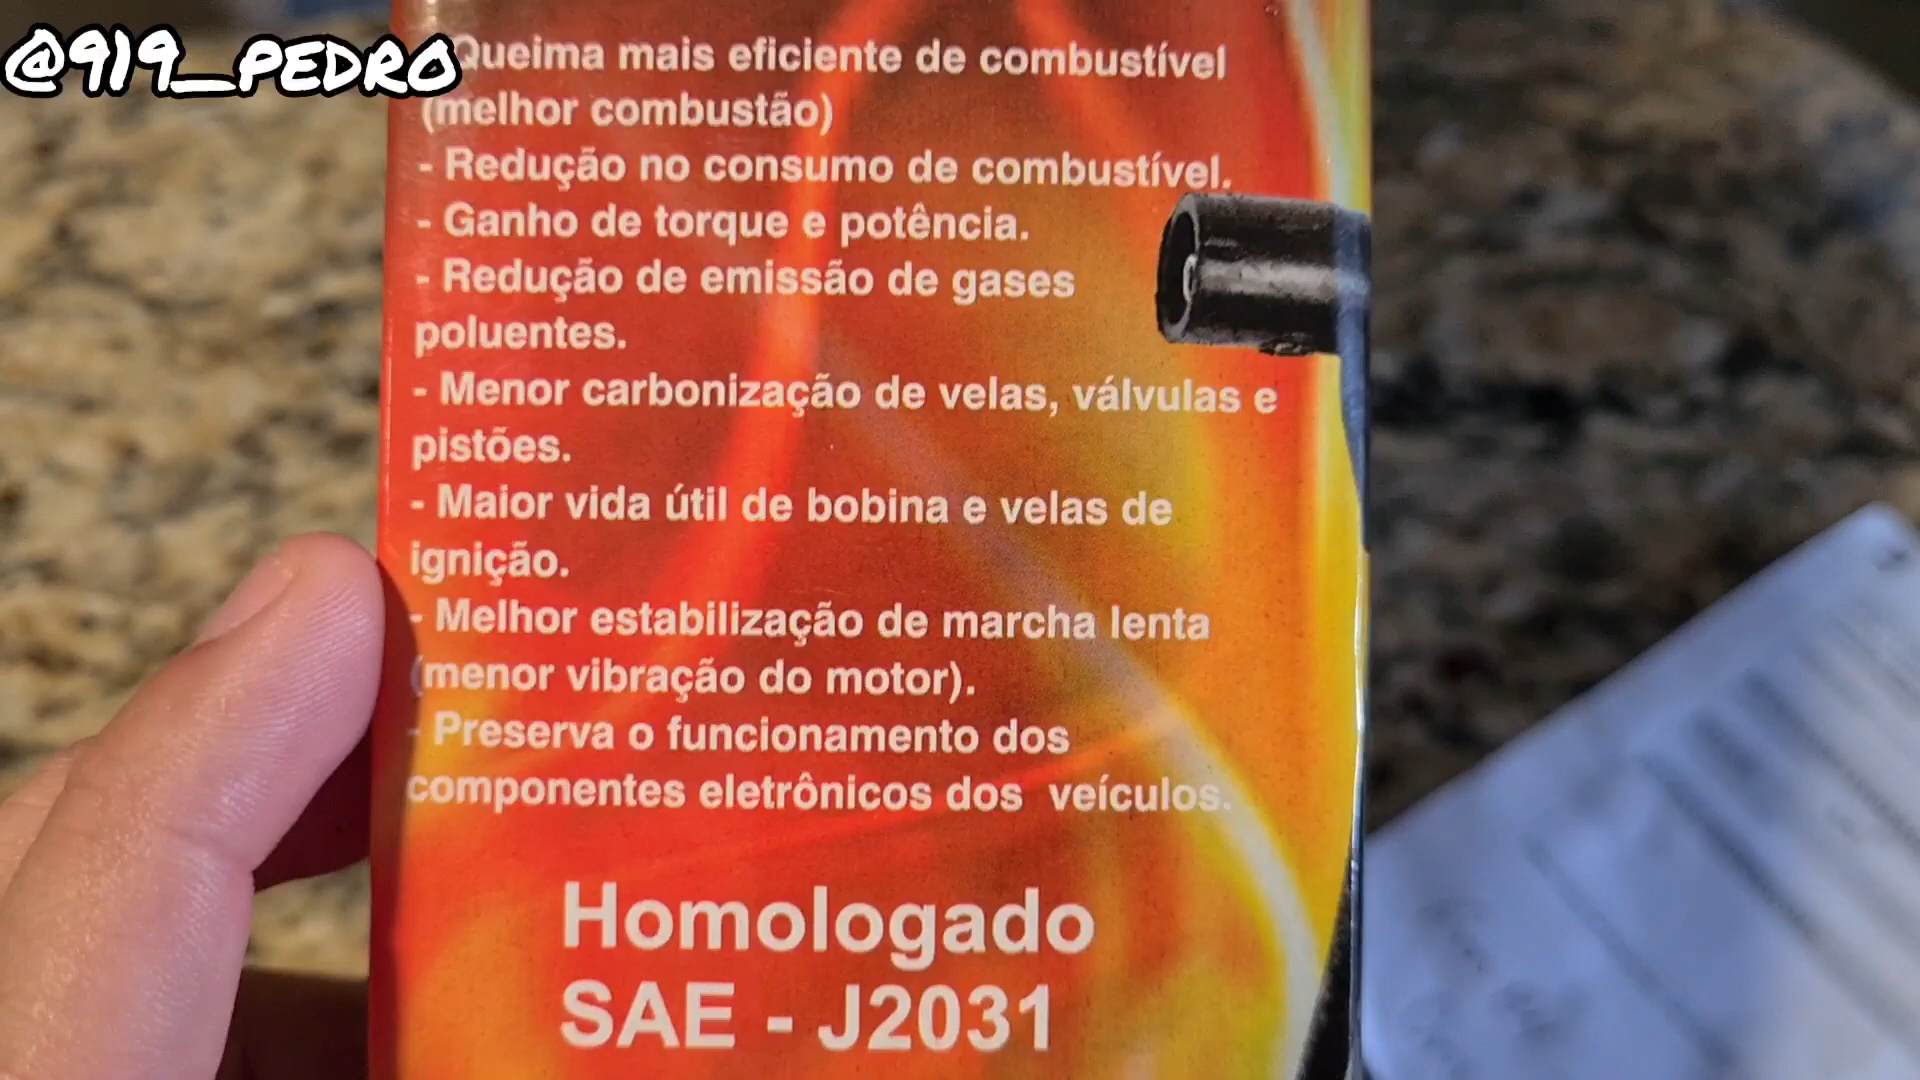 @919_pedro
Queima mais eficiente de combustível
(melhor combustão)
- Redução no consumo de combustível.
- Ganho de torque e potência.
- Redução de emissão de gases
poluentes.
- Menor carbonização de velas, válvulas e
pistões.
- Maior vida útil de bobina e velas de
ignição.
- Melhor estabilização de marcha lenta
(menor vibração do motor).
- Preserva o funcionamento dos
componentes eletrônicos dos veículos.
Homologado
SAE - J2031